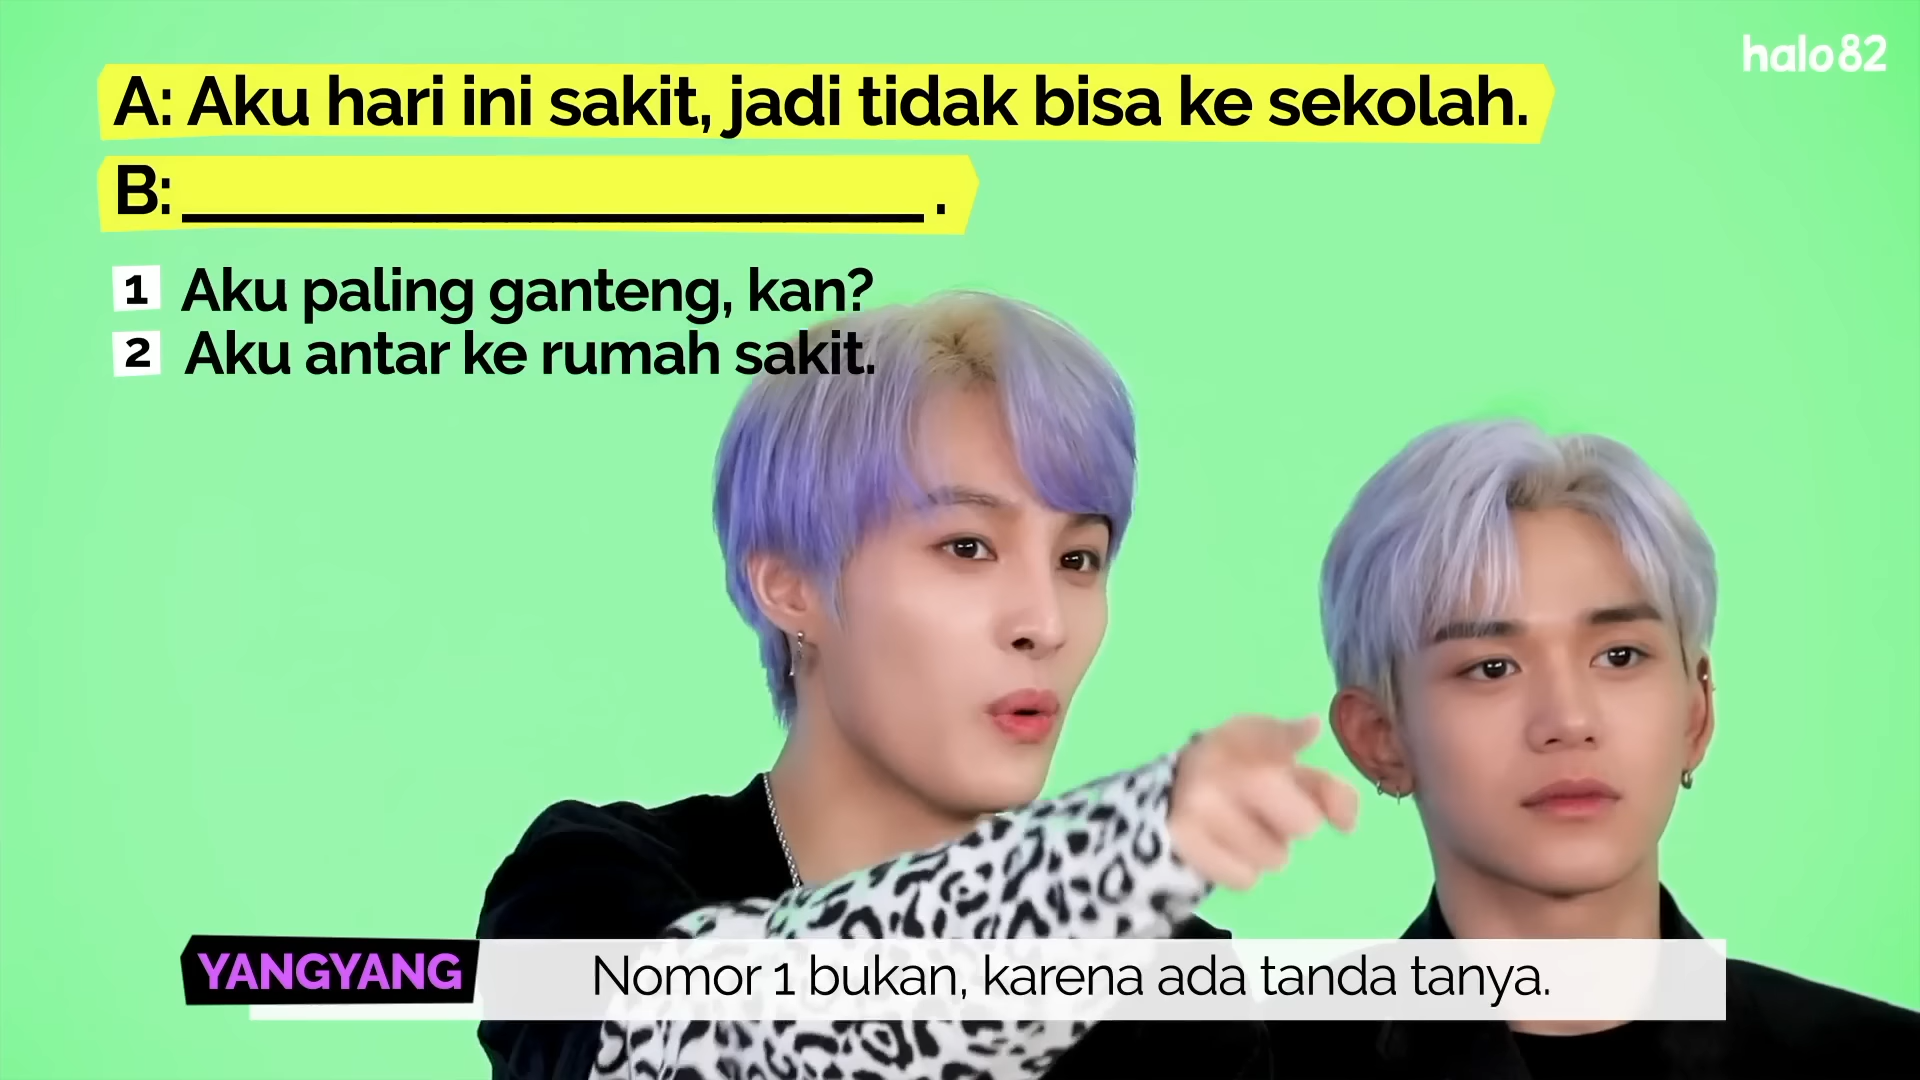 halo82
A: Aku hari ini sakit, jadi tidak bisa ke sekolah.
B: ______________________.
1 Aku paling ganteng, kan?
2 Aku antar ke rumah sakit.
YANGYANG Nomor 1 bukan, karena ada tanda tanya.